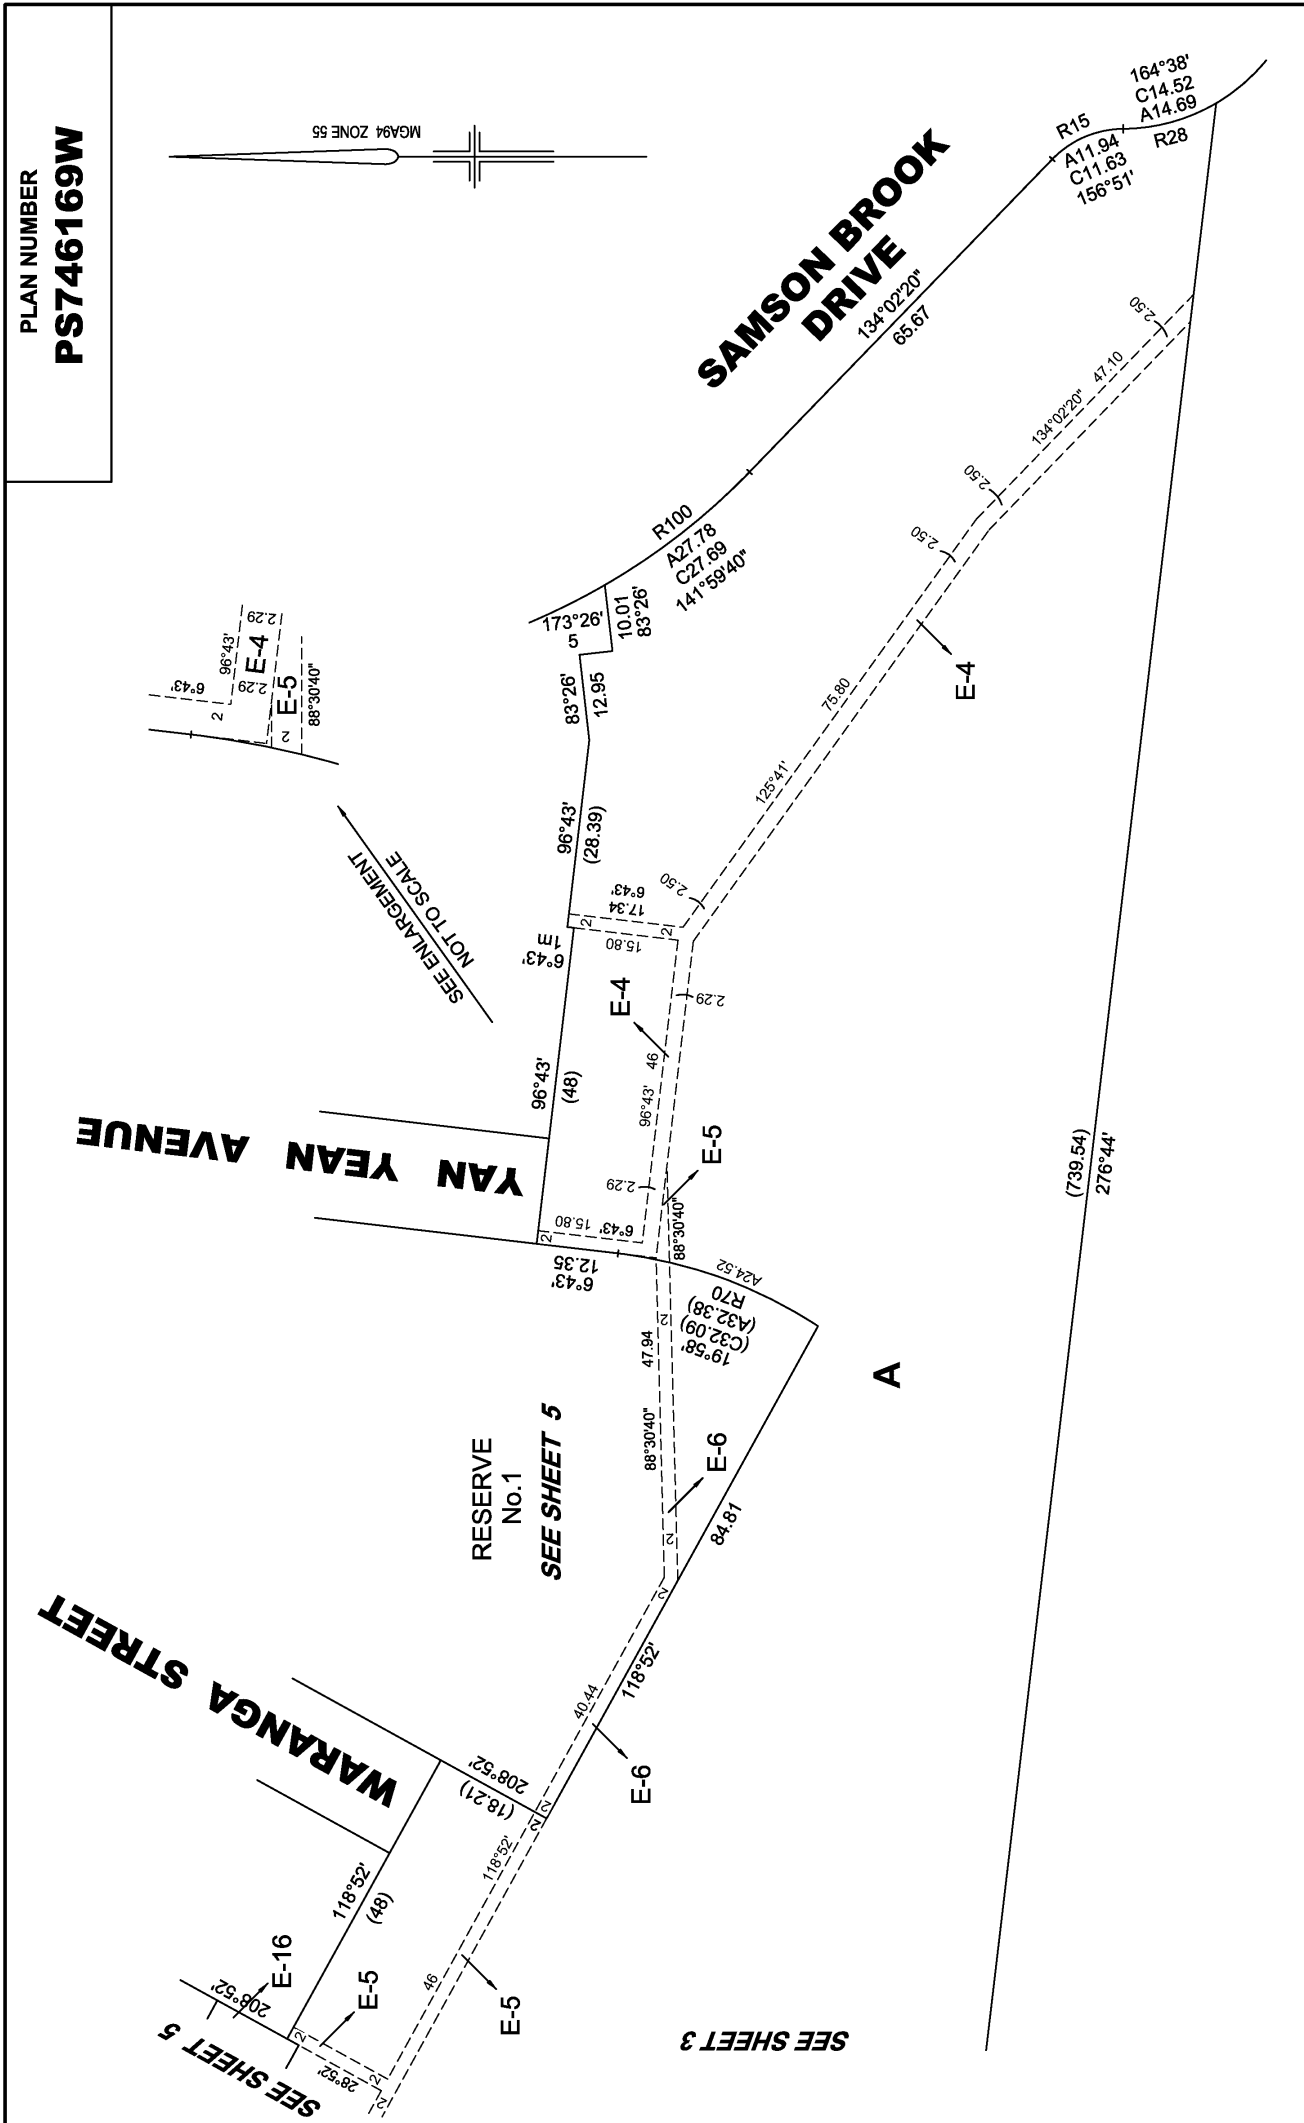 PLAN NUMBER
PS746169W
MGA94 ZONE 55
164°38'
C14.52
A14.69
R28
R15
A11.94
C11.63
156°51'
SAMSON BROOK
DRIVE
134°02'20"
65.67
2.50
47.10
134°02'20"
2.50
2.50
R100
A27.78
C27.69
141°59'40"
173°26'
5
10.01
83°26'
83°26'
12.95
E-4
75.80
125°41'
2.50
6°43'
96°43'
2.29
E-4
2.29
2
E-5
2
88°30'40"
SEE ENLARGEMENT
NOT TO SCALE
96°43'
(28.39)
6°43'
17.34
2
2
15.80
6°43'
1m
E-4
2.29
46
96°43'
96°43'
(48)
YAN YEAN AVENUE
E-5
2.29
15.80
6°43'
2
88°30'40"
6°43'
12.35
A24.52
R70
(A32.38)
(C32.09)
19°58'
2
47.94
88°30'40"
E-6
2
A
(739.54)
276°44'
RESERVE
No.1
SEE SHEET 5
84.81
2
118°52'
40.44
E-6
WARANGA STREET
208°52'
(18.21)
2
2
118°52'
118°52'
(48)
46
E-5
E-16
208°52'
E-5
2
2
28°52'
2
SEE SHEET 5
SEE SHEET 3